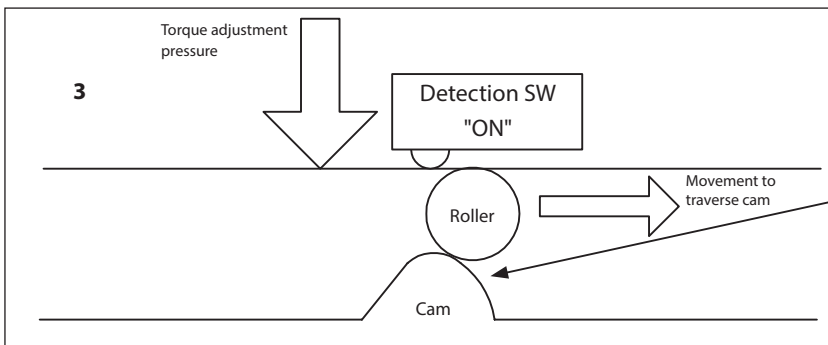 Torque adjustment
pressure
3
Detection SW
"ON"
Movement to
traverse cam
Roller
Cam